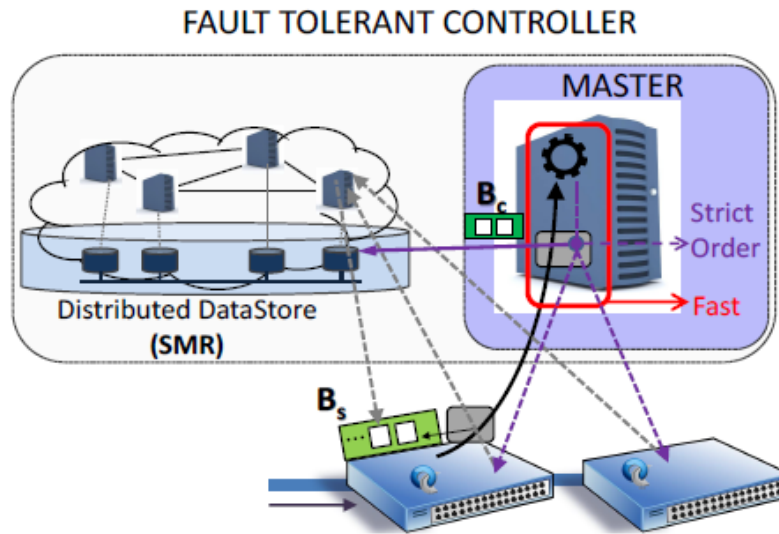 FAULT TOLERANT CONTROLLER
MASTER
Bc
Strict
Order
Distributed DataStore
(SMR)
Fast
Bs
...